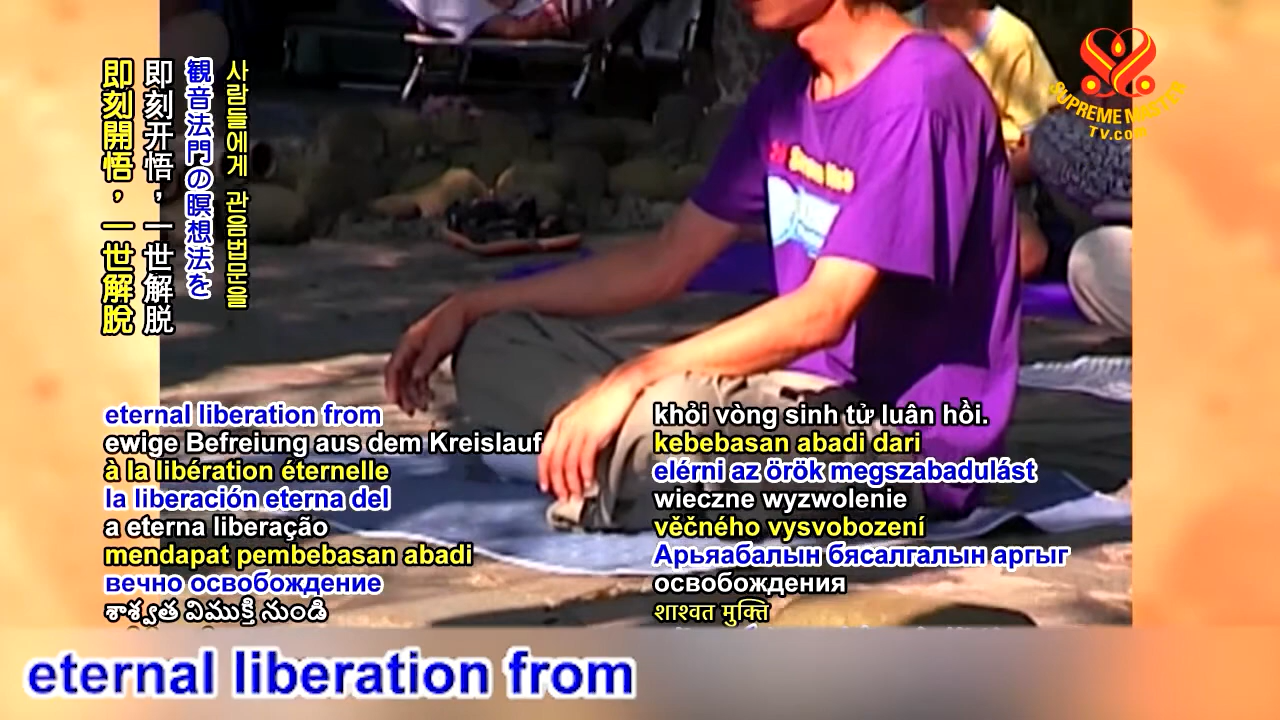 即刻開悟，一世解脫
即刻开悟，一世解脱
観音法門の瞑想法を
사람들에게 관음법문을
SUPREME MASTER
TV.COM
eternal liberation from
ewige Befreiung aus dem Kreislauf
à la libération éternelle
la liberación eterna del
a eterna liberação
mendapat pembebasan abadi
вечно освобождение
శాశ్వత విముక్తి నుండి
khỏi vòng sinh tử luân hồi.
kebebasan abadi dari
elérni az örök megszabadulást
wieczne wyzwolenie
věčného vysvobození
Арьяабалын бясалгалын аргыг
освобождения
शाश्वत मुक्ति
eternal liberation from